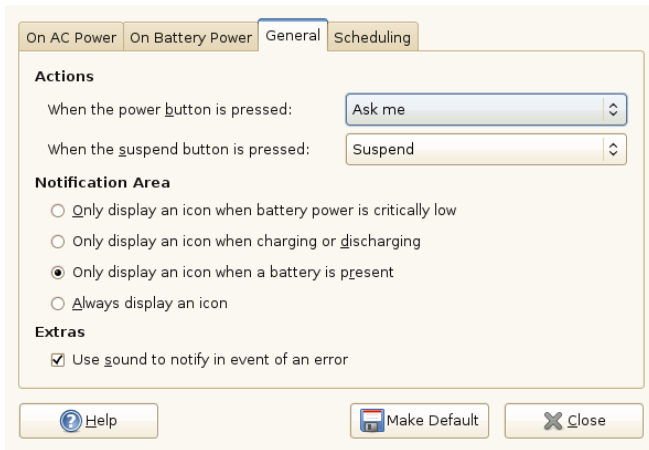 On AC Power On Battery Power General Scheduling
Actions
When the power button is pressed: Ask me
When the suspend button is pressed: Suspend
Notification Area
Only display an icon when battery power is critically low
Only display an icon when charging or discharging
Only display an icon when a battery is present
Always display an icon
Extras
Use sound to notify in event of an error
Help Make Default Close